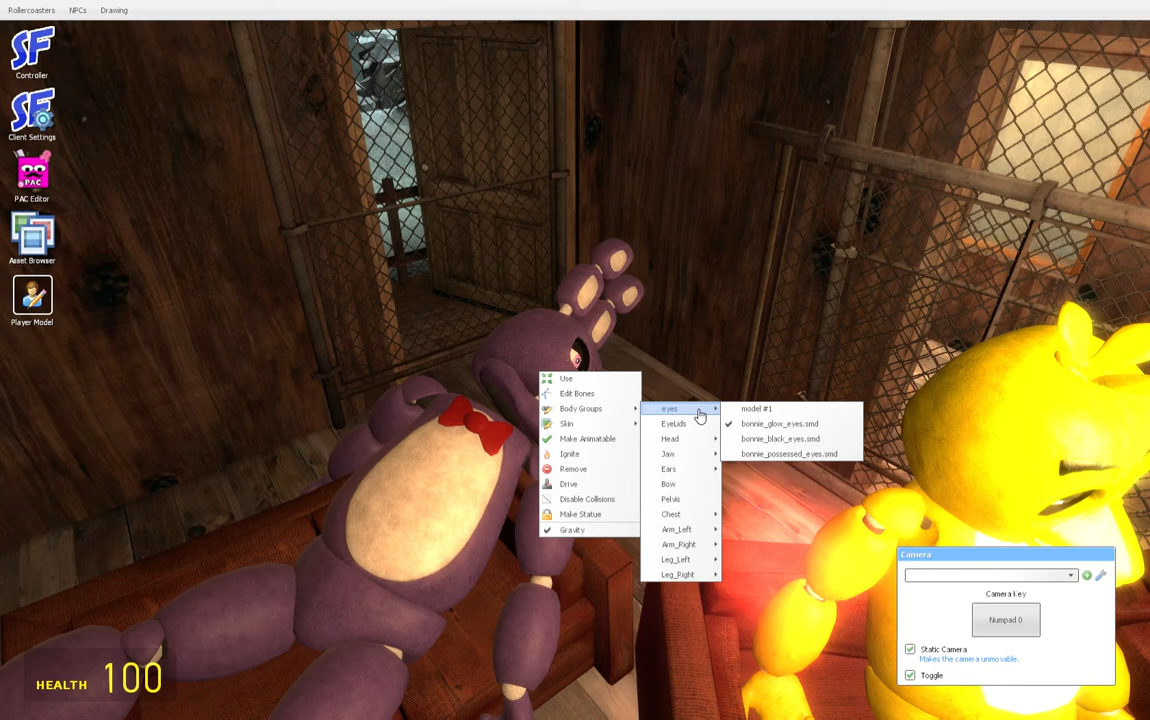 Rollercoasters NPCs Drawing
SF
Controller
SF
Client Settings
PAC
PAC Editor
Asset Browser
Player Model
Use
Edit Bones
Body Groups
Skin
Make Animatable
Ignite
Remove
Drive
Disable Collisions
Make Statue
Gravity
eyes
EyeLids
Head
Jaw
Ears
Bow
Pelvis
Chest
Arm_Left
Arm_Right
Leg_Left
Leg_Right
model #1
bonnie_glow_eyes.smd
bonnie_black_eyes.smd
bonnie_possessed_eyes.smd
Camera
Camera Key
Numpad 0
Static Camera
Makes the camera unmovable.
Toggle
HEALTH 100